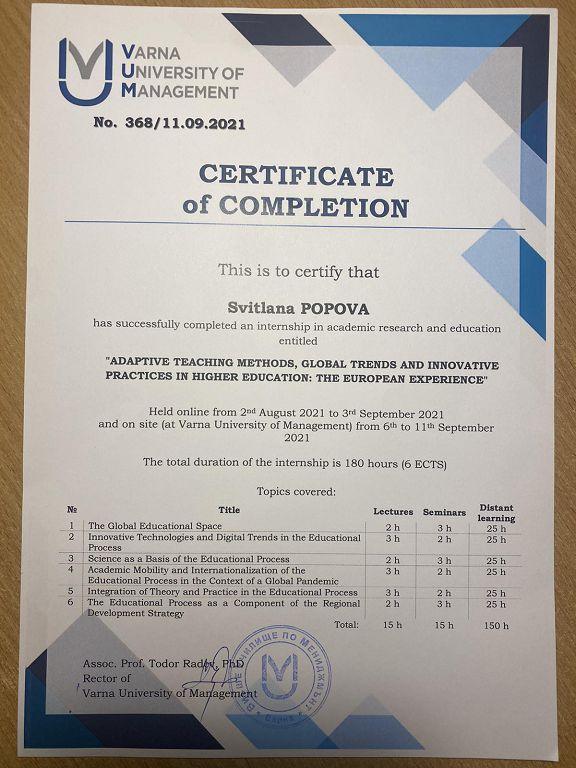 VARNA
UNIVERSITY OF
MANAGEMENT
No. 368/11.09.2021
CERTIFICATE
of COMPLETION
This is to certify that
Svitlana POPOVA
has successfully completed an internship in academic research and education
entitled
"ADAPTIVE TEACHING METHODS, GLOBAL TRENDS AND INNOVATIVE
PRACTICES IN HIGHER EDUCATION: THE EUROPEAN EXPERIENCE"
Held online from 2nd August 2021 to 3rd September 2021
and on site (at Varna University of Management) from 6th to 11th September
2021
The total duration of the internship is 180 hours (6 ECTS)
Topics covered:
№ Title Lectures Seminars Distant learning
1 The Global Educational Space 2 h 3 h 25 h
2 Innovative Technologies and Digital Trends in the Educational 3 h 2 h 25 h
Process
3 Science as a Basis of the Educational Process 2 h 3 h 25 h
4 Academic Mobility and Internationalization of the 3 h 2 h 25 h
Educational Process in the Context of a Global Pandemic
5 Integration of Theory and Practice in the Educational Process 3 h 2 h 25 h
6 The Educational Process as a Component of the Regional 2 h 3 h 25 h
Development Strategy
Total: 15 h 15 h 150 h
Assoc. Prof. Todor Radev, PhD
Rector of
Varna University of Management
ВИСШЕ УЧИЛИЩЕ ПО МЕНИДЖМЪНТ
ВАРНА